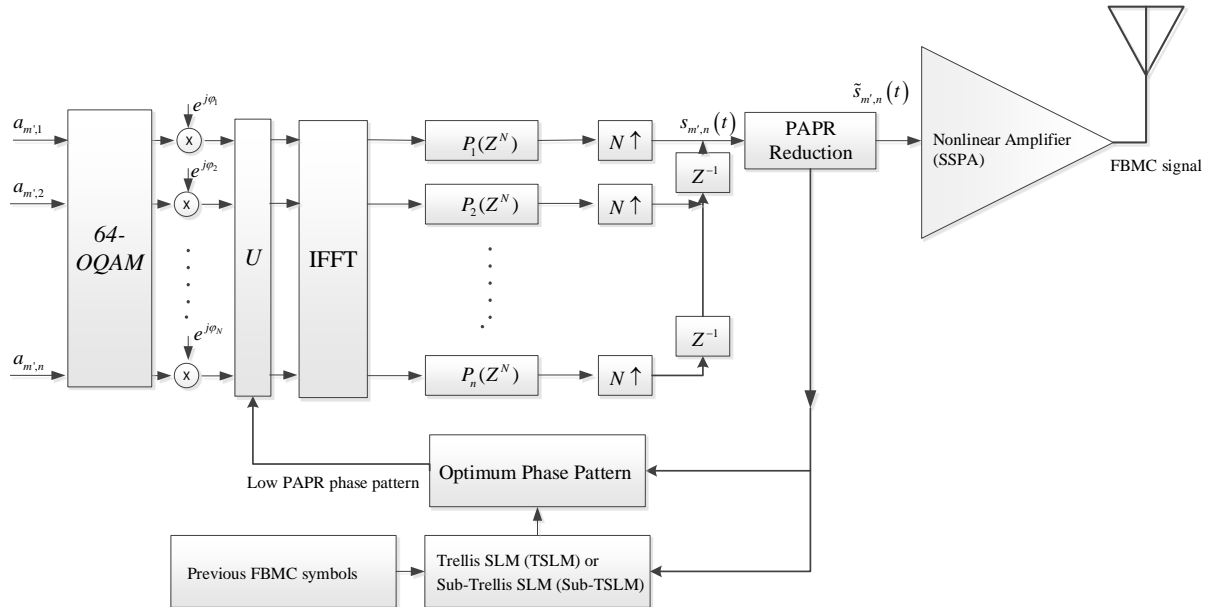 a_{m',1}
a_{m',2}
a_{m',n}
64-
OQAM
e^{jφ_1}
x
e^{jφ_2}
x
e^{jφ_N}
x
U
IFFT
P_1(Z^N)
P_2(Z^N)
P_n(Z^N)
N↑
N↑
N↑
s_{m',n}(t)
Z^{-1}
Z^{-1}
PAPR
Reduction
s̃_{m',n}(t)
Nonlinear Amplifier
(SSPA)
FBMC signal
Low PAPR phase pattern
Optimum Phase Pattern
Previous FBMC symbols
Trellis SLM (TSLM) or
Sub-Trellis SLM (Sub-TSLM)